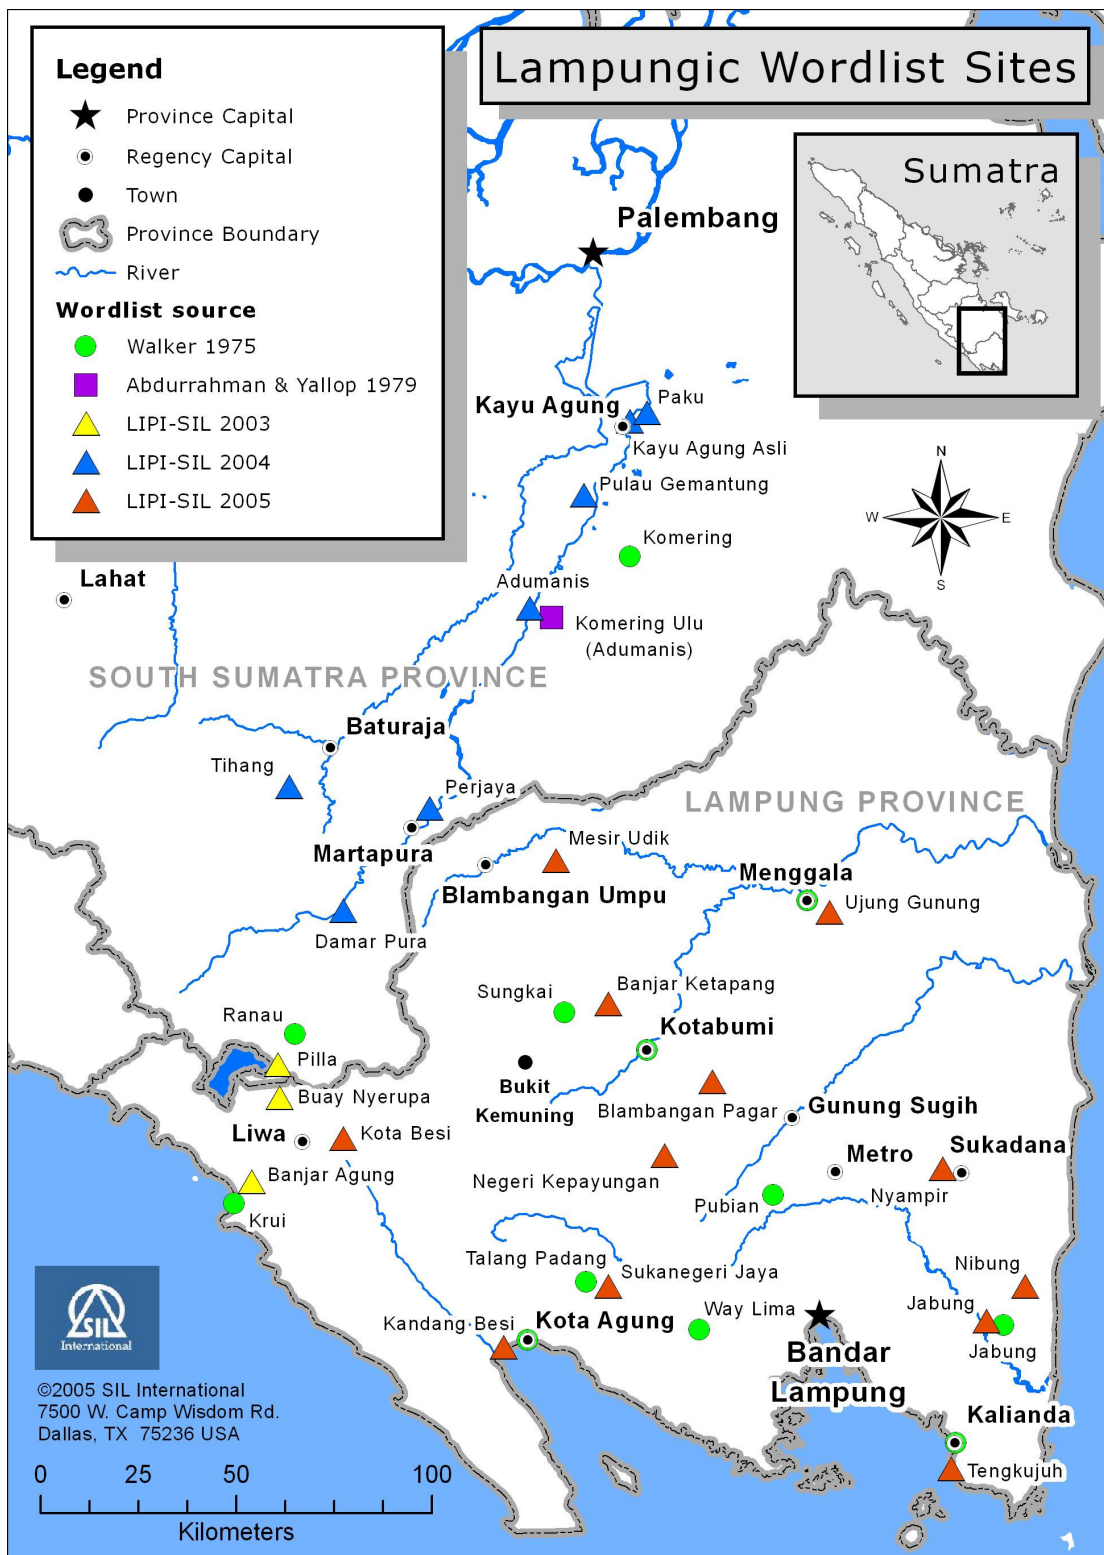 Lampungic Wordlist Sites
Legend
Province Capital
Regency Capital
Town
Province Boundary
River
Wordlist source
Walker 1975
Abdurrahman & Yallop 1979
LIPI-SIL 2003
LIPI-SIL 2004
LIPI-SIL 2005
Sumatra
Palembang
Paku
Kayu Agung
Kayu Agung Asli
Pulau Gemantung
N
W
E
S
Komering
Lahat
Adumanis
Komering Ulu
(Adumanis)
SOUTH SUMATRA PROVINCE
Baturaja
Tihang
Perjaya
LAMPUNG PROVINCE
Martapura
Mesir Udik
Blambangan Umpu
Menggala
Ujung Gunung
Damar Pura
Banjar Ketapang
Sungkai
Ranau
Kotabumi
Pilla
Bukit
Kemuning
Buay Nyerupa
Blambangan Pagar
Gunung Sugih
Liwa
Kota Besi
Metro
Sukadana
Banjar Agung
Negeri Kepayungan
Nyampir
Pubian
Krui
Talang Padang
Sukanegeri Jaya
Nibung
Way Lima
Jabung
Kandang Besi
Kota Agung
Jabung
Bandar
Lampung
Kalianda
Tengkujuh
SIL
International
©2005 SIL International
7500 W. Camp Wisdom Rd.
Dallas, TX 75236 USA
0 25 50 100
Kilometers